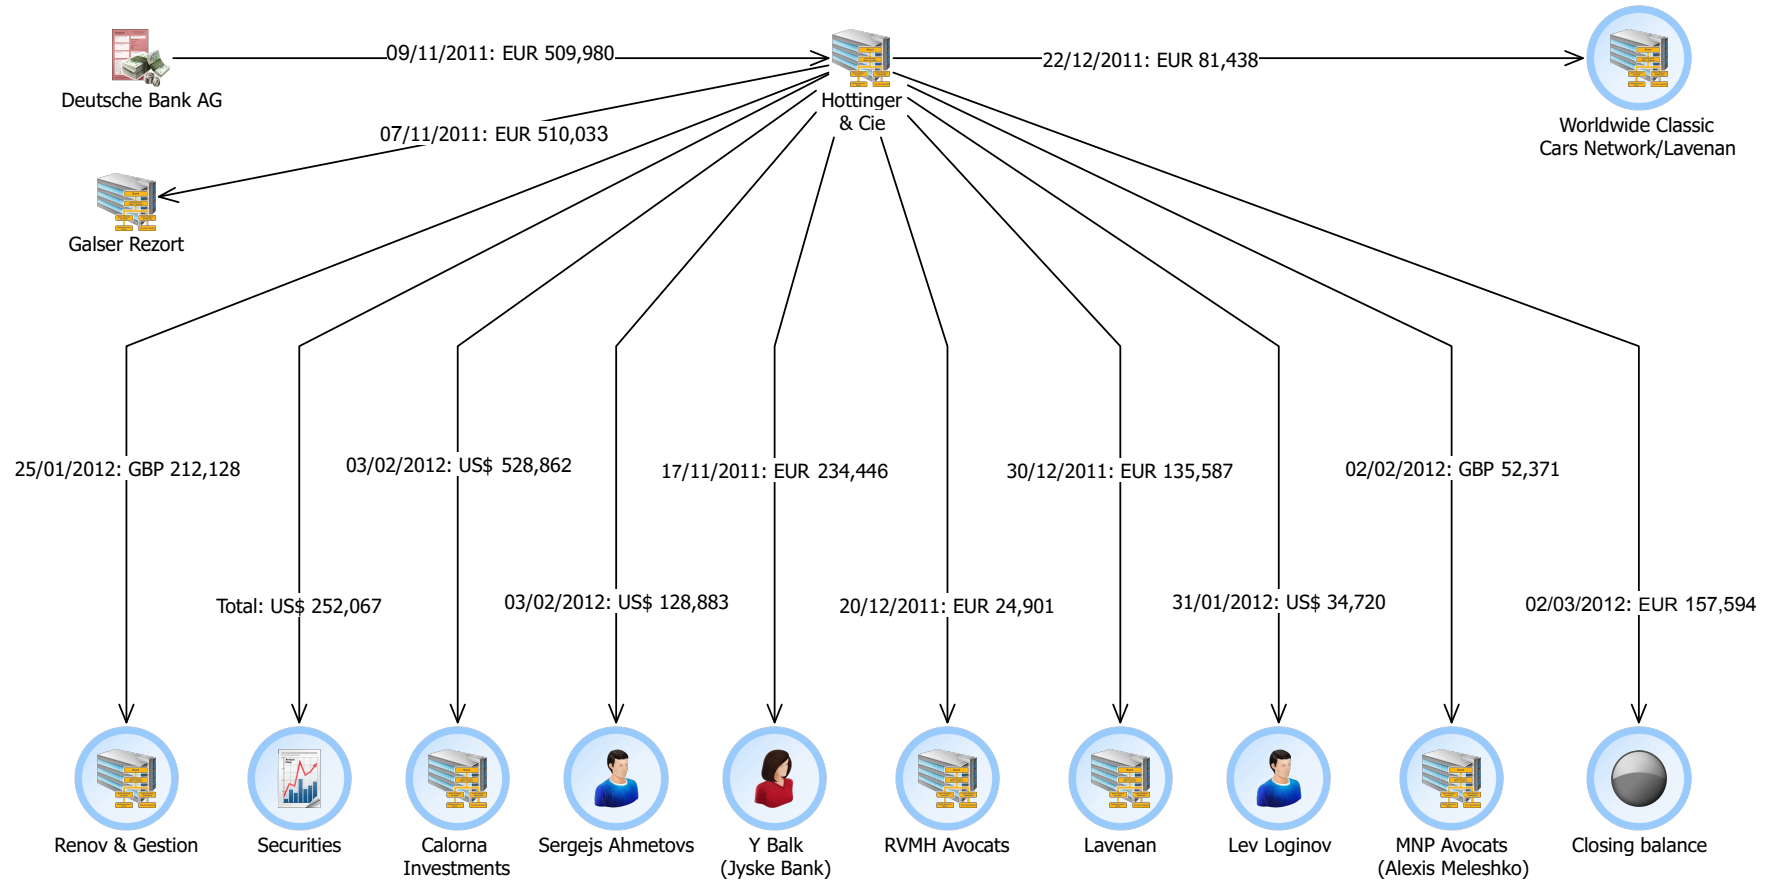 09/11/2011: EUR 509,980
22/12/2011: EUR 81,438
Deutsche Bank AG
Hottinger
& Cie
Worldwide Classic
Cars Network/Lavenan
07/11/2011: EUR 510,033
Galser Rezort
25/01/2012: GBP 212,128
03/02/2012: US$ 528,862
17/11/2011: EUR 234,446
30/12/2011: EUR 135,587
02/02/2012: GBP 52,371
Total: US$ 252,067
03/02/2012: US$ 128,883
20/12/2011: EUR 24,901
31/01/2012: US$ 34,720
02/03/2012: EUR 157,594
Renov & Gestion
Securities
Calorna
Investments
Sergejs Ahmetovs
Y Balk
(Jyske Bank)
RVMH Avocats
Lavenan
Lev Loginov
MNP Avocats
(Alexis Meleshko)
Closing balance